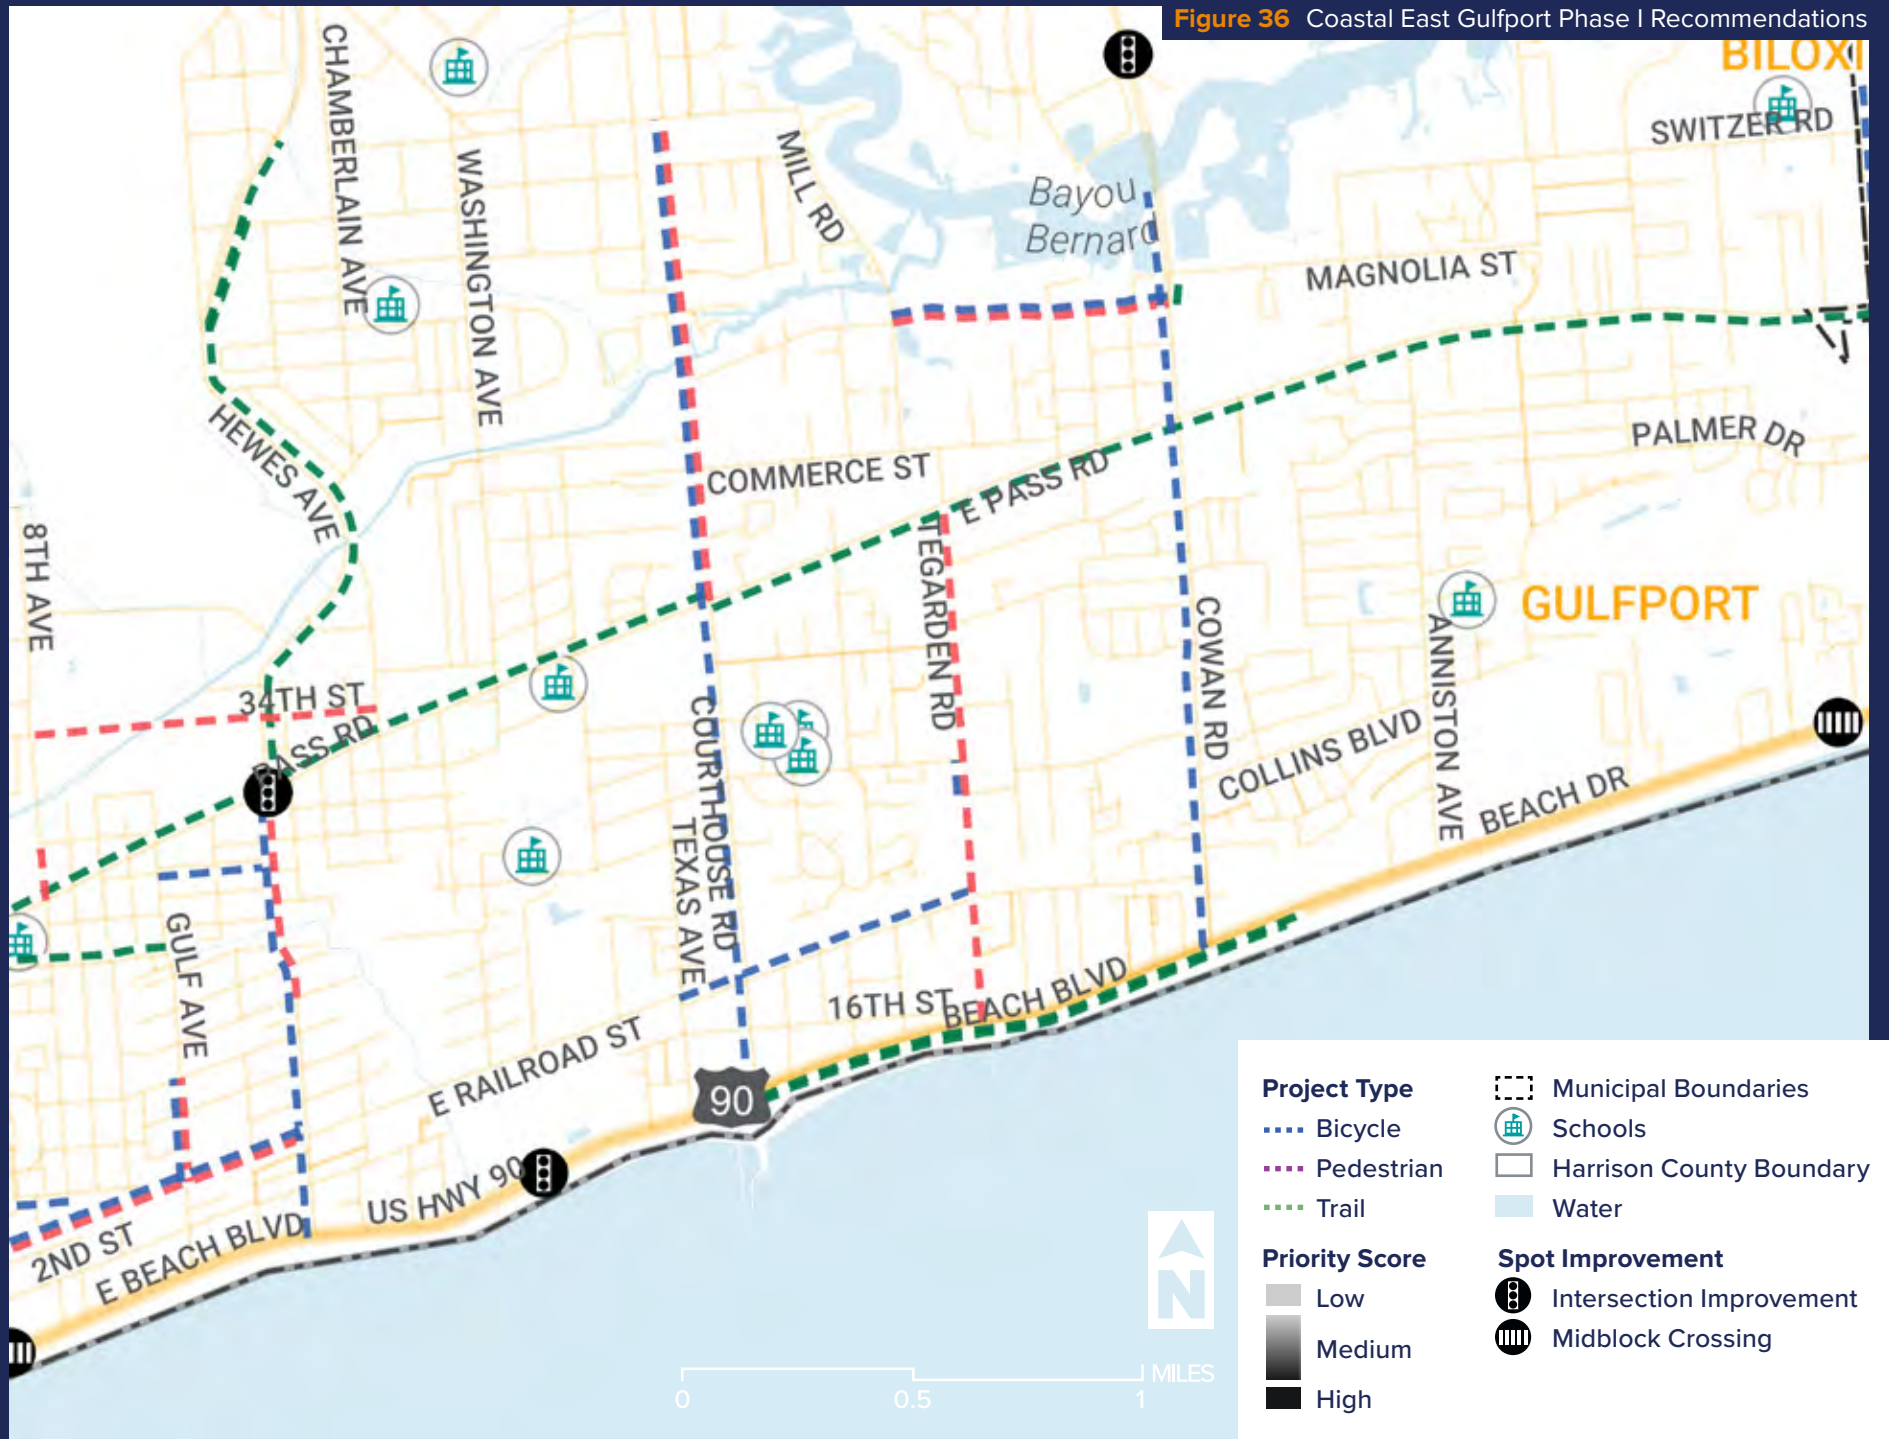 Figure 36 Coastal East Gulfport Phase I Recommendations
BILOXI
SWITZER RD
CHAMBERLAIN AVE
WASHINGTON AVE
MILL RD
Bayou
Bernard
MAGNOLIA ST
HEWES AVE
PALMER DR
COMMERCE ST
E PASS RD
8TH AVE
TEGARDEN RD
GULFPORT
COWAN RD
ANNISTON AVE
34TH ST
PASS RD
COURTHOUSE RD
COLLINS BLVD
BEACH DR
TEXAS AVE
GULF AVE
16TH ST
BEACH BLVD
E RAILROAD ST
90
US HWY 90
2ND ST
E BEACH BLVD
N
MILES
0
0.5
1
Project Type
Bicycle
Pedestrian
Trail
Priority Score
Low
Medium
High
Municipal Boundaries
Schools
Harrison County Boundary
Water
Spot Improvement
Intersection Improvement
Midblock Crossing